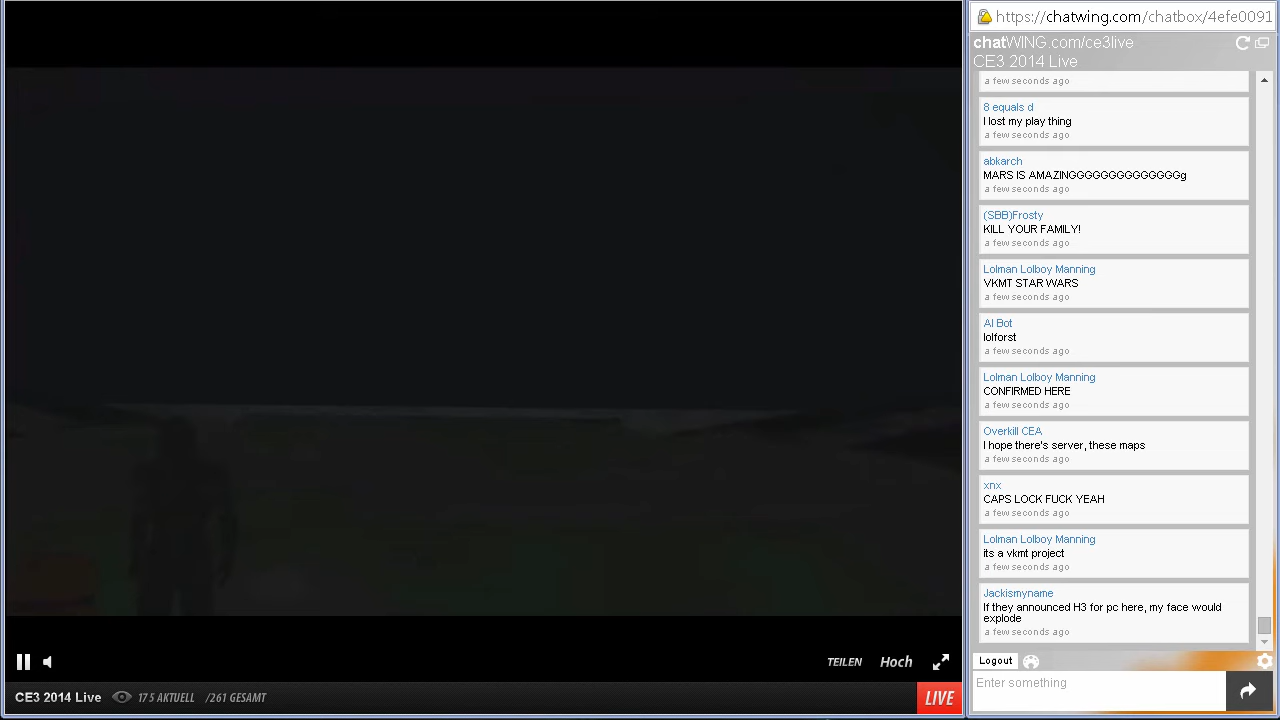 https://chatwing.com/chatbox/4efe0091
chatWING.com/ce3live
CE3 2014 Live
a few seconds ago
8 equals d
I lost my play thing
a few seconds ago
abkarch
MARS IS AMAZINGGGGGGGGGGGGGGg
a few seconds ago
(SBB)Frosty
KILL YOUR FAMILY!
a few seconds ago
Lolman Lolboy Manning
VKMT STAR WARS
a few seconds ago
AI Bot
lolforst
a few seconds ago
Lolman Lolboy Manning
CONFIRMED HERE
a few seconds ago
Overkill CEA
I hope there's server, these maps
a few seconds ago
xnx
CAPS LOCK FUCK YEAH
a few seconds ago
Lolman Lolboy Manning
its a vkmt project
a few seconds ago
Jackismyname
If they announced H3 for pc here, my face would
explode
a few seconds ago
Logout
Enter something
TEILEN Hoch
CE3 2014 Live 175 AKTUELL /261 GESAMT
LIVE